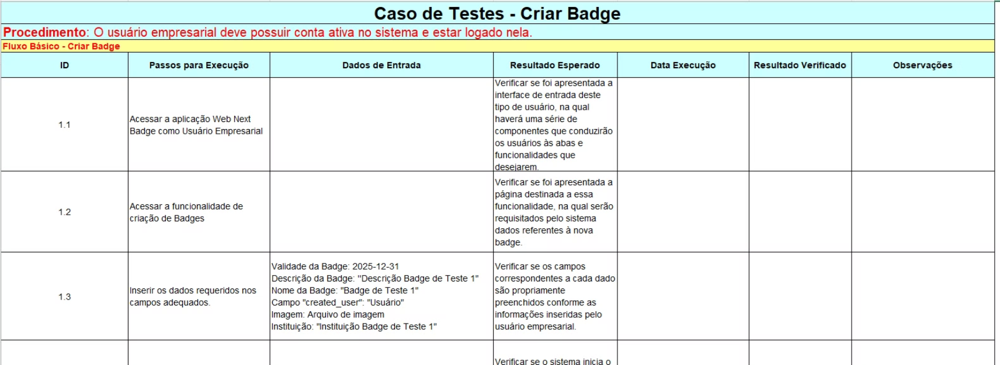 Caso de Testes - Criar Badge
Procedimento: O usuário empresarial deve possuir conta ativa no sistema e estar logado nela.
Fluxo Básico - Criar Badge
ID
Passos para Execução
Dados de Entrada
Resultado Esperado
Data Execução
Resultado Verificado
Observações
1.1
Acessar a aplicação Web Next
Badge como Usuário Empresarial
Verificar se foi apresentada a
interface de entrada deste
tipo de usuário, na qual
haverá uma série de
componentes que conduzirão
os usuários às abas e
funcionalidades que
desejarem.
1.2
Acessar a funcionalidade de
criação de Badges
Verificar se foi apresentada a
página destinada a essa
funcionalidade, na qual serão
requisitados pelo sistema
dados referentes à nova
badge.
1.3
Inserir os dados requeridos nos
campos adequados.
Validade da Badge: 2025-12-31
Descrição da Badge: "Descrição Badge de Teste 1"
Nome da Badge: "Badge de Teste 1"
Campo "created_user": "Usuário"
Imagem: Arquivo de imagem
Instituição: "Instituição Badge de Teste 1"
Verificar se os campos
correspondentes a cada dado
são propriamente
preenchidos conforme as
informações inseridas pelo
usuário empresarial.
Verificar se o sistema inicia o